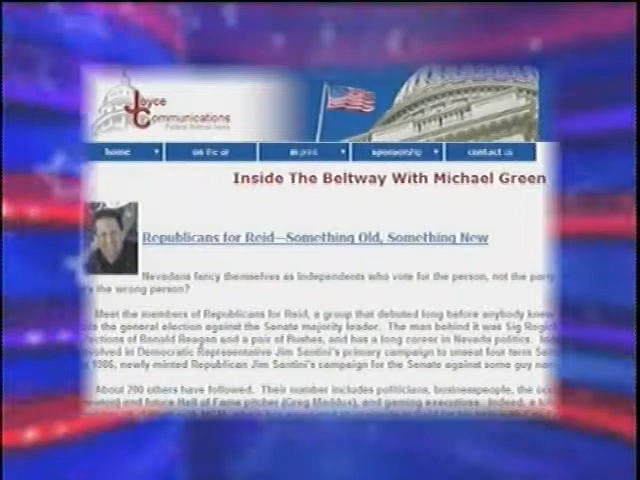 Joyce
Communications
home
on the air
in print
sponsorship
contact us
Inside The Beltway With Michael Green
Republicans for Reid—Something Old, Something New
Nevadans fancy themselves as independents who vote for the person, not the party
the wrong person?
Meet the members of Republicans for Reid, a group that debuted long before anybody knew
the general election against the Senate majority leader. The man behind it was Sig
of Ronald Reagan and a pair of Bushes, and has a long career in Nevada politics.
in Democratic Representative Jim Santini's primary campaign to unseat four term
1986, newly minted Republican Jim Santini's campaign for the Senate against some guy
About 200 others have followed. Their number includes politicians, businesspeople, the
and future Hall of Fame pitcher (Greg Maddux), and gaming executives. Indeed, a